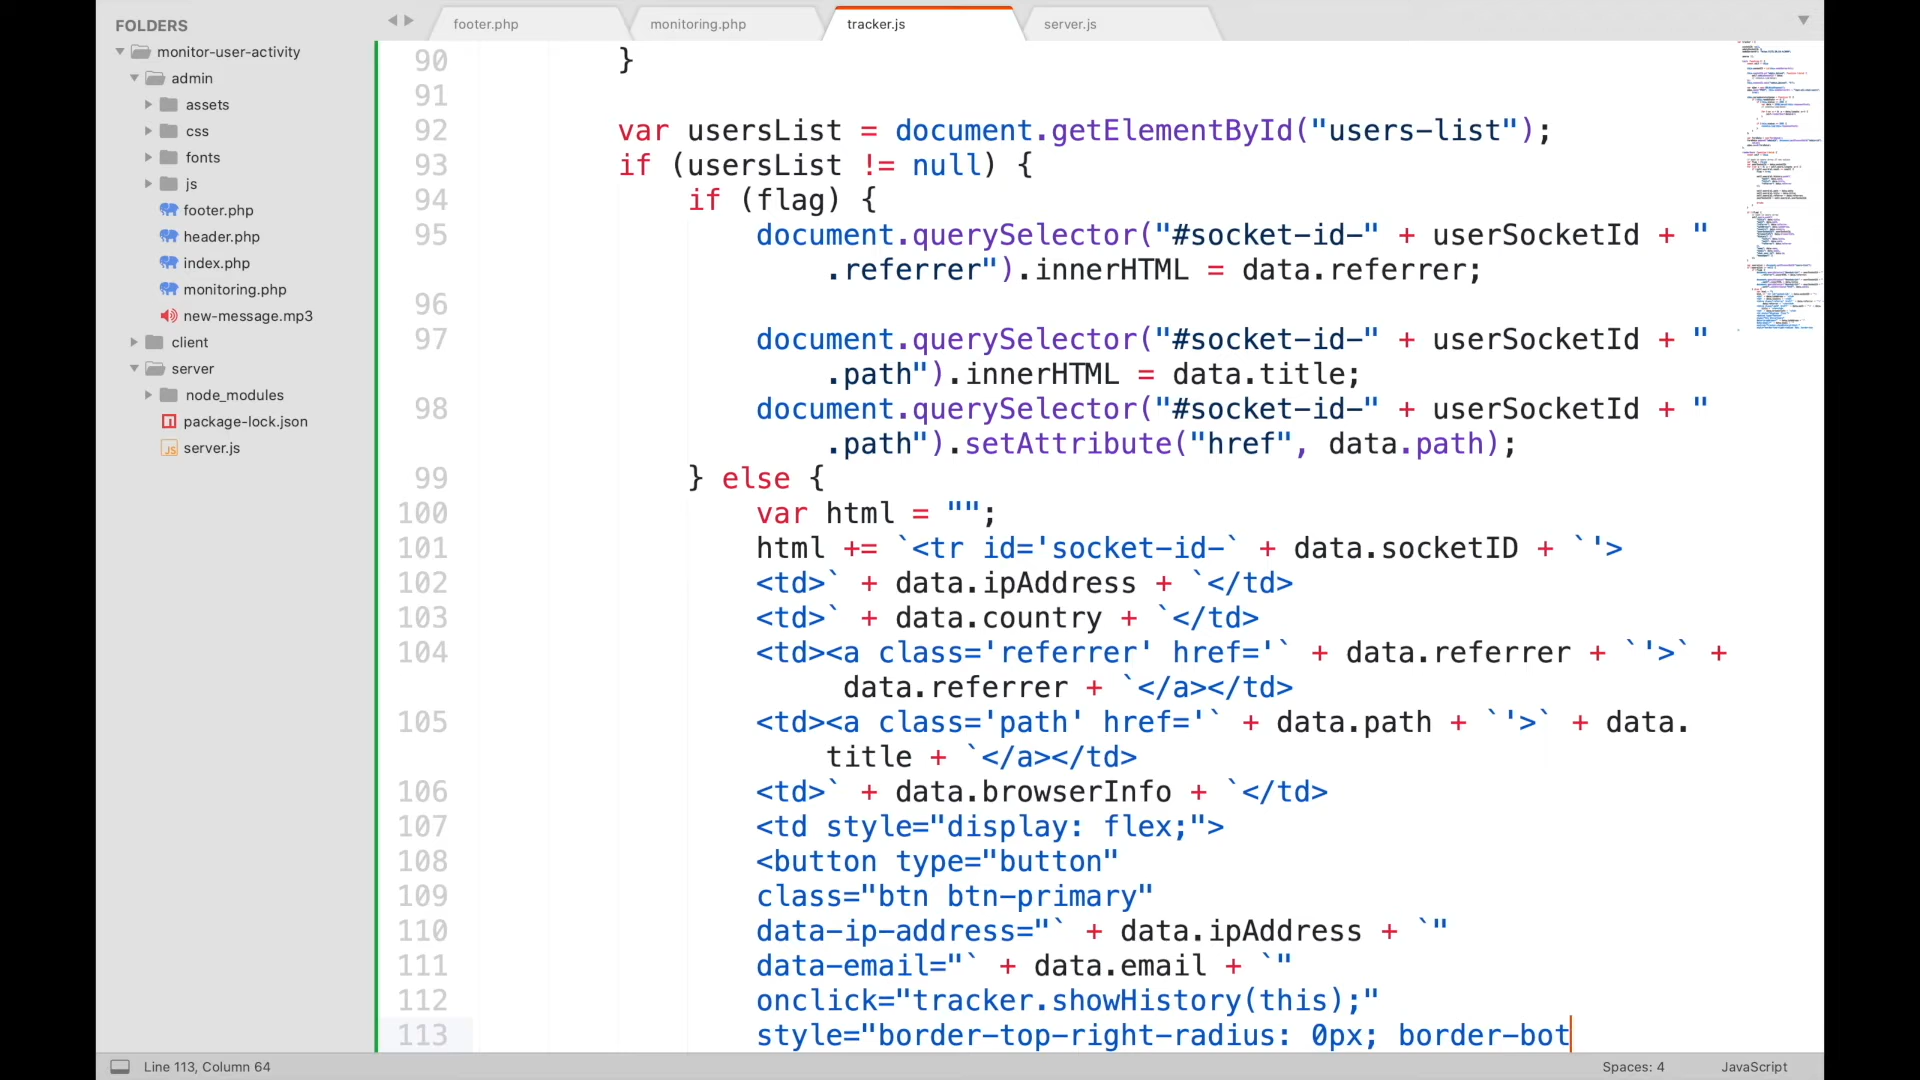 FOLDERS
monitor-user-activity
admin
assets
css
fonts
js
footer.php
header.php
index.php
monitoring.php
new-message.mp3
client
server
node_modules
package-lock.json
JS server.js
footer.php
monitoring.php
tracker.js
server.js
90 }
91
92 var usersList = document.getElementById("users-list");
93 if (usersList != null) {
94 if (flag) {
95 document.querySelector("#socket-id-" + userSocketId + "
.referrer").innerHTML = data.referrer;
96
97 document.querySelector("#socket-id-" + userSocketId + "
.path").innerHTML = data.title;
98 document.querySelector("#socket-id-" + userSocketId + "
.path").setAttribute("href", data.path);
99 } else {
100 var html = "";
101 html += `<tr id='socket-id-` + data.socketID + `'>
102 <td>` + data.ipAddress + `</td>
103 <td>` + data.country + `</td>
104 <td><a class='referrer' href='` + data.referrer + `'>` +
data.referrer + `</a></td>
105 <td><a class='path' href='` + data.path + `'>` + data.
title + `</a></td>
106 <td>` + data.browserInfo + `</td>
107 <td style="display: flex;">
108 <button type="button"
109 class="btn btn-primary"
110 data-ip-address="` + data.ipAddress + `"
111 data-email="` + data.email + `"
112 onclick="tracker.showHistory(this);"
113 style="border-top-right-radius: 0px; border-bot
Line 113, Column 64
Spaces: 4
JavaScript